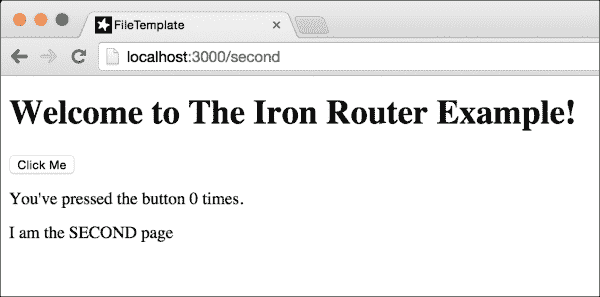 FileTemplate
localhost:3000/second
Welcome to The Iron Router Example!
Click Me
You've pressed the button 0 times.
I am the SECOND page